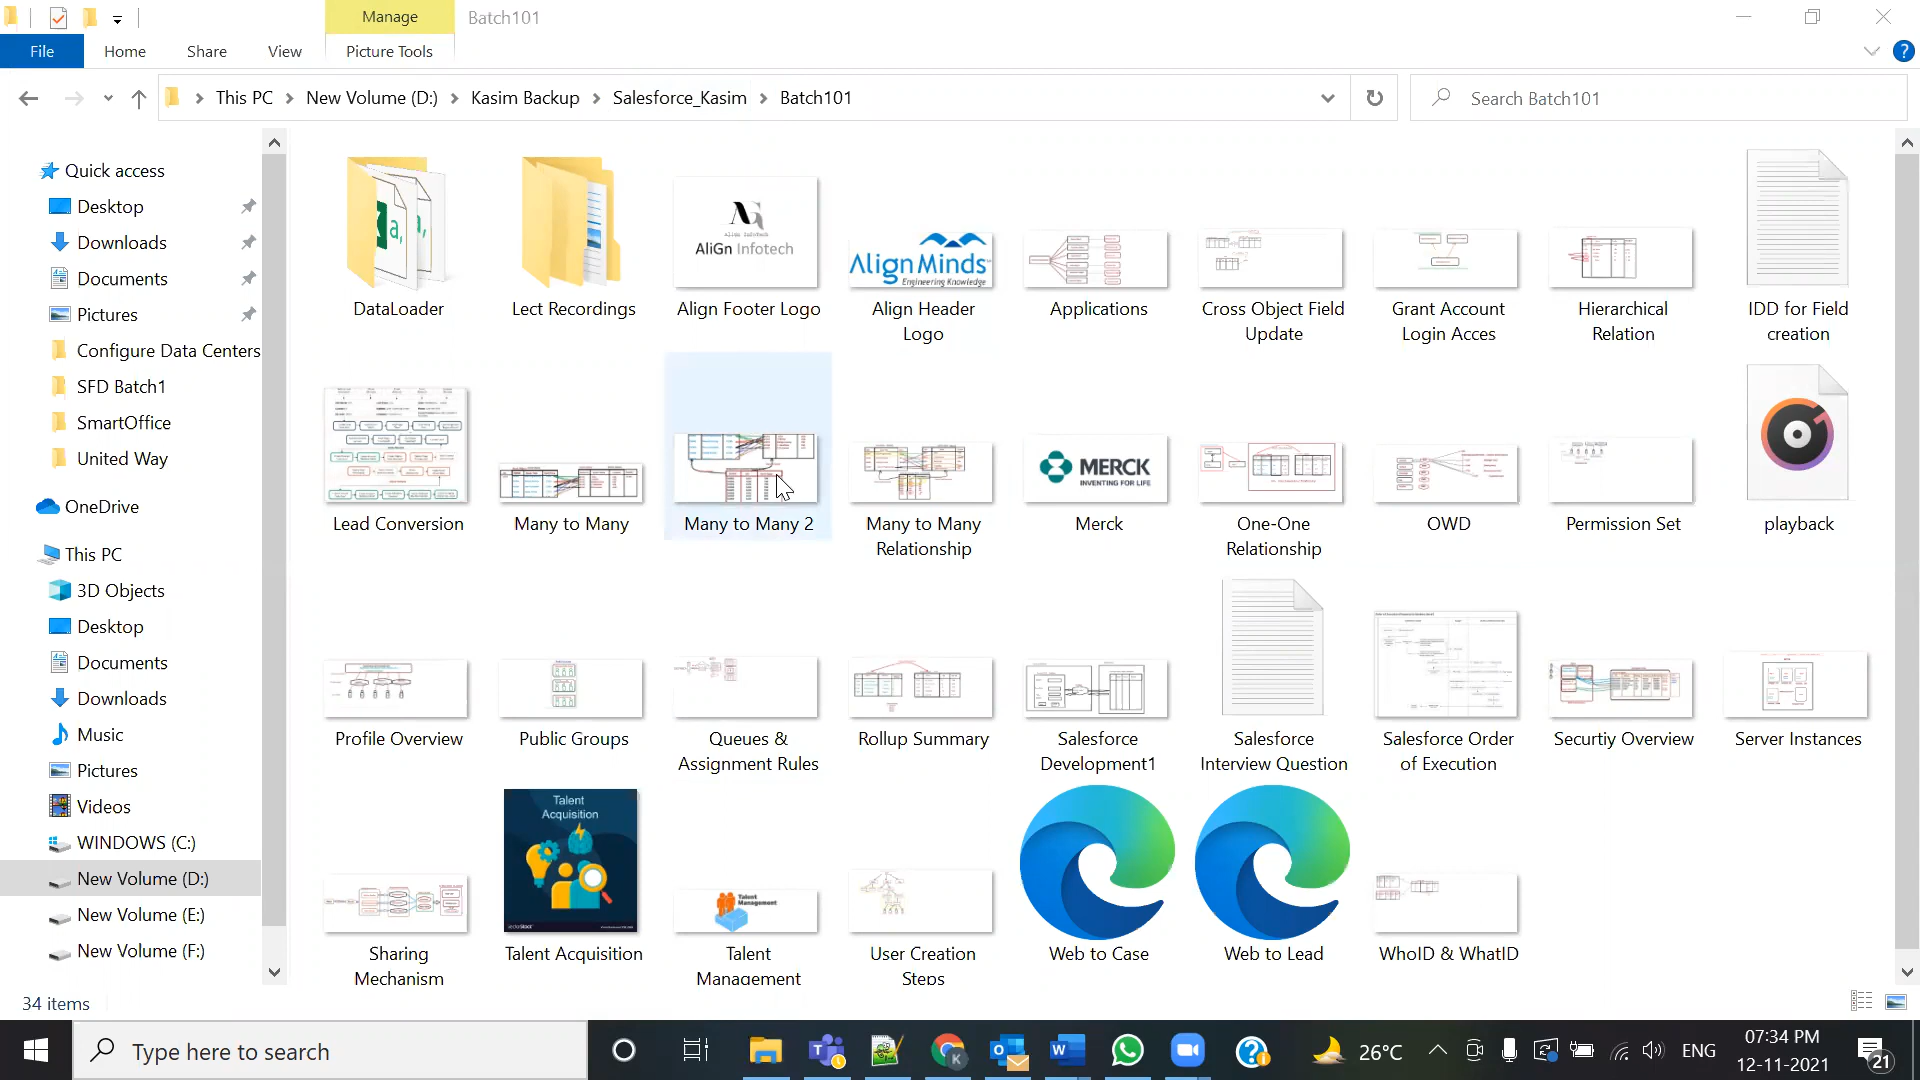 Manage
Batch101
File
Home
Share
View
Picture Tools
This PC
New Volume (D:)
Kasim Backup
Salesforce_Kasim
Batch101
Search Batch101
Quick access
Desktop
Downloads
Documents
Pictures
Configure Data Centers
SFD Batch1
SmartOffice
United Way
OneDrive
This PC
3D Objects
Desktop
Documents
Downloads
Music
Pictures
Videos
WINDOWS (C:)
New Volume (D:)
New Volume (E:)
New Volume (F:)
a,
AliGn Infotech
AlignMinds
Engineering Knowledge
DataLoader
Lect Recordings
Align Footer Logo
Align Header
Logo
Applications
Cross Object Field
Update
Grant Account
Login Acces
Hierarchical
Relation
IDD for Field
creation
MERCK
INVENTING FOR LIFE
Lead Conversion
Many to Many
Many to Many 2
Many to Many
Relationship
Merck
One-One
Relationship
OWD
Permission Set
playback
Profile Overview
Public Groups
Queues &
Assignment Rules
Rollup Summary
Salesforce
Development1
Salesforce
Interview Question
Salesforce Order
of Execution
Securtiy Overview
Server Instances
Talent
Acquisition
Talent
Management
Sharing
Mechanism
Talent Acquisition
Talent
Management
User Creation
Steps
Web to Case
Web to Lead
WhoID & WhatID
34 items
Type here to search
K
W
26°C
ENG
07:34 PM
12-11-2021
21